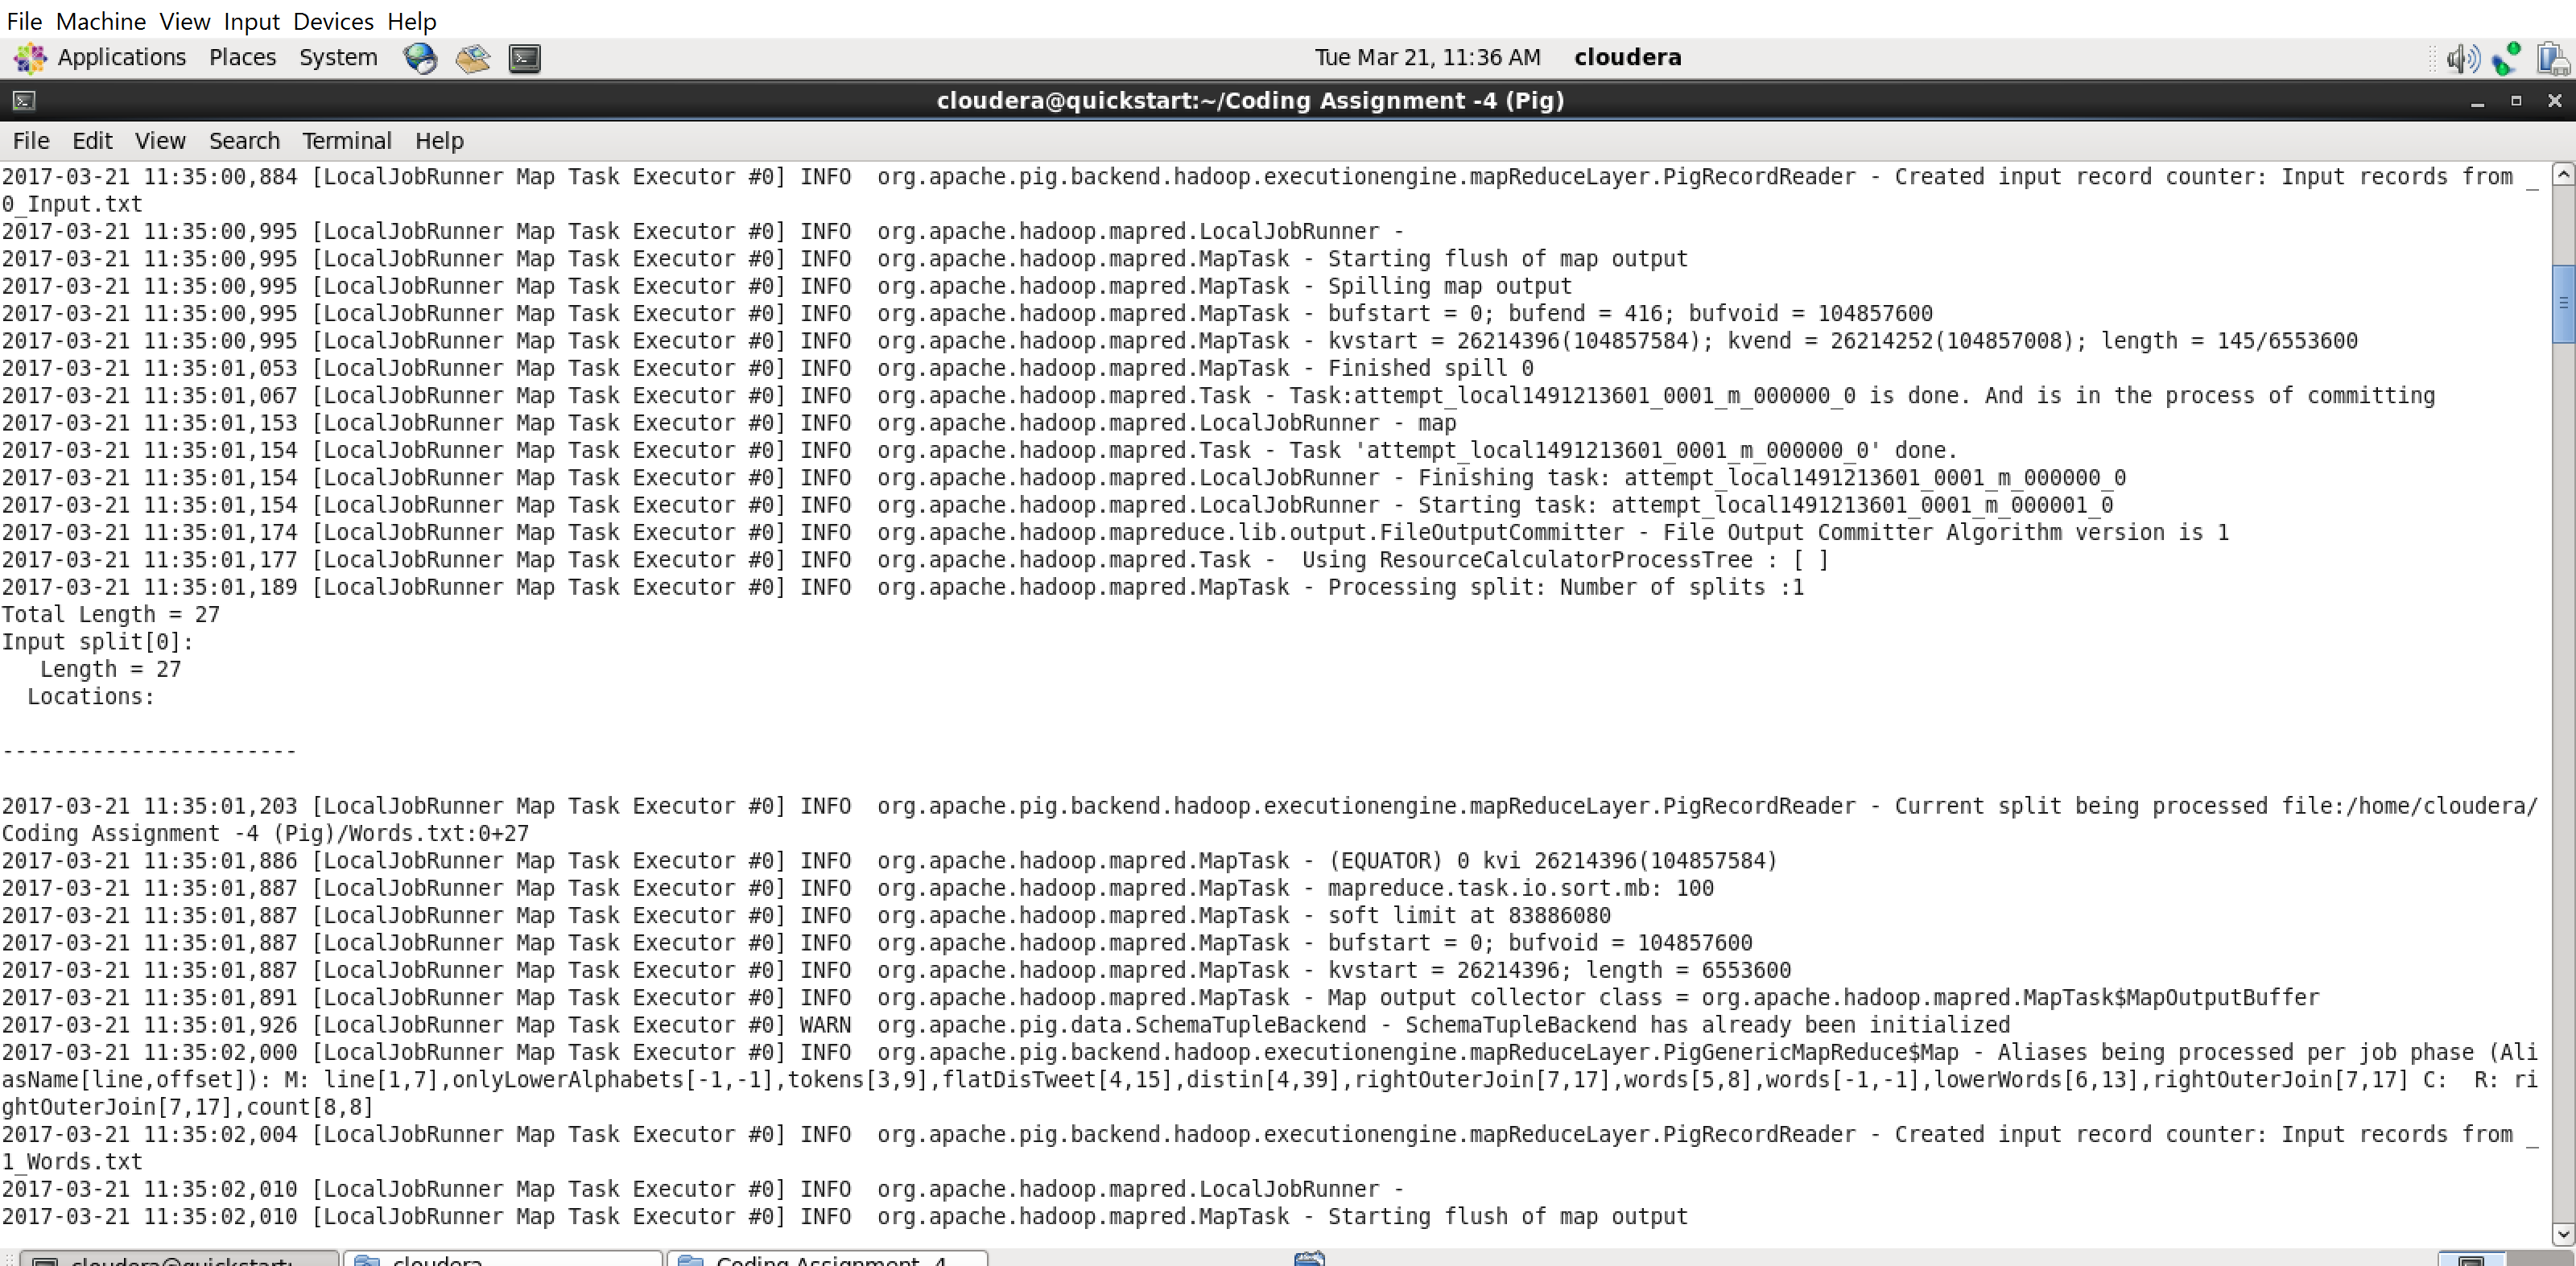 File Machine View Input Devices Help
Applications Places System Tue Mar 21, 11:36 AM cloudera
cloudera@quickstart:~/Coding Assignment -4 (Pig)
File Edit View Search Terminal Help
2017-03-21 11:35:00,884 [LocalJobRunner Map Task Executor #0] INFO  org.apache.pig.backend.hadoop.executionengine.mapReduceLayer.PigRecordReader - Created input record counter: Input records from _
0_Input.txt
2017-03-21 11:35:00,995 [LocalJobRunner Map Task Executor #0] INFO  org.apache.hadoop.mapred.LocalJobRunner -
2017-03-21 11:35:00,995 [LocalJobRunner Map Task Executor #0] INFO  org.apache.hadoop.mapred.MapTask - Starting flush of map output
2017-03-21 11:35:00,995 [LocalJobRunner Map Task Executor #0] INFO  org.apache.hadoop.mapred.MapTask - Spilling map output
2017-03-21 11:35:00,995 [LocalJobRunner Map Task Executor #0] INFO  org.apache.hadoop.mapred.MapTask - bufstart = 0; bufend = 416; bufvoid = 104857600
2017-03-21 11:35:00,995 [LocalJobRunner Map Task Executor #0] INFO  org.apache.hadoop.mapred.MapTask - kvstart = 26214396(104857584); kvend = 26214252(104857008); length = 145/6553600
2017-03-21 11:35:01,053 [LocalJobRunner Map Task Executor #0] INFO  org.apache.hadoop.mapred.MapTask - Finished spill 0
2017-03-21 11:35:01,067 [LocalJobRunner Map Task Executor #0] INFO  org.apache.hadoop.mapred.Task - Task:attempt_local1491213601_0001_m_000000_0 is done. And is in the process of committing
2017-03-21 11:35:01,153 [LocalJobRunner Map Task Executor #0] INFO  org.apache.hadoop.mapred.LocalJobRunner - map
2017-03-21 11:35:01,154 [LocalJobRunner Map Task Executor #0] INFO  org.apache.hadoop.mapred.Task - Task 'attempt_local1491213601_0001_m_000000_0' done.
2017-03-21 11:35:01,154 [LocalJobRunner Map Task Executor #0] INFO  org.apache.hadoop.mapred.LocalJobRunner - Finishing task: attempt_local1491213601_0001_m_000000_0
2017-03-21 11:35:01,154 [LocalJobRunner Map Task Executor #0] INFO  org.apache.hadoop.mapred.LocalJobRunner - Starting task: attempt_local1491213601_0001_m_000001_0
2017-03-21 11:35:01,174 [LocalJobRunner Map Task Executor #0] INFO  org.apache.hadoop.mapreduce.lib.output.FileOutputCommitter - File Output Committer Algorithm version is 1
2017-03-21 11:35:01,177 [LocalJobRunner Map Task Executor #0] INFO  org.apache.hadoop.mapred.Task -  Using ResourceCalculatorProcessTree : [ ]
2017-03-21 11:35:01,189 [LocalJobRunner Map Task Executor #0] INFO  org.apache.hadoop.mapred.MapTask - Processing split: Number of splits :1
Total Length = 27
Input split[0]:
   Length = 27
  Locations:
-----------------------
2017-03-21 11:35:01,203 [LocalJobRunner Map Task Executor #0] INFO  org.apache.pig.backend.hadoop.executionengine.mapReduceLayer.PigRecordReader - Current split being processed file:/home/cloudera/
Coding Assignment -4 (Pig)/Words.txt:0+27
2017-03-21 11:35:01,886 [LocalJobRunner Map Task Executor #0] INFO  org.apache.hadoop.mapred.MapTask - (EQUATOR) 0 kvi 26214396(104857584)
2017-03-21 11:35:01,887 [LocalJobRunner Map Task Executor #0] INFO  org.apache.hadoop.mapred.MapTask - mapreduce.task.io.sort.mb: 100
2017-03-21 11:35:01,887 [LocalJobRunner Map Task Executor #0] INFO  org.apache.hadoop.mapred.MapTask - soft limit at 83886080
2017-03-21 11:35:01,887 [LocalJobRunner Map Task Executor #0] INFO  org.apache.hadoop.mapred.MapTask - bufstart = 0; bufvoid = 104857600
2017-03-21 11:35:01,887 [LocalJobRunner Map Task Executor #0] INFO  org.apache.hadoop.mapred.MapTask - kvstart = 26214396; length = 6553600
2017-03-21 11:35:01,891 [LocalJobRunner Map Task Executor #0] INFO  org.apache.hadoop.mapred.MapTask - Map output collector class = org.apache.hadoop.mapred.MapTask$MapOutputBuffer
2017-03-21 11:35:01,926 [LocalJobRunner Map Task Executor #0] WARN  org.apache.pig.data.SchemaTupleBackend - SchemaTupleBackend has already been initialized
2017-03-21 11:35:02,000 [LocalJobRunner Map Task Executor #0] INFO  org.apache.pig.backend.hadoop.executionengine.mapReduceLayer.PigGenericMapReduce$Map - Aliases being processed per job phase (Ali
asName[line,offset]): M: line[1,7],onlyLowerAlphabets[-1,-1],tokens[3,9],flatDisTweet[4,15],distin[4,39],rightOuterJoin[7,17],words[5,8],words[-1,-1],lowerWords[6,13],rightOuterJoin[7,17] C:  R: ri
ghtOuterJoin[7,17],count[8,8]
2017-03-21 11:35:02,004 [LocalJobRunner Map Task Executor #0] INFO  org.apache.pig.backend.hadoop.executionengine.mapReduceLayer.PigRecordReader - Created input record counter: Input records from _
1_Words.txt
2017-03-21 11:35:02,010 [LocalJobRunner Map Task Executor #0] INFO  org.apache.hadoop.mapred.LocalJobRunner -
2017-03-21 11:35:02,010 [LocalJobRunner Map Task Executor #0] INFO  org.apache.hadoop.mapred.MapTask - Starting flush of map output
cloudera@quickstart: cloudera Coding Assignment -4